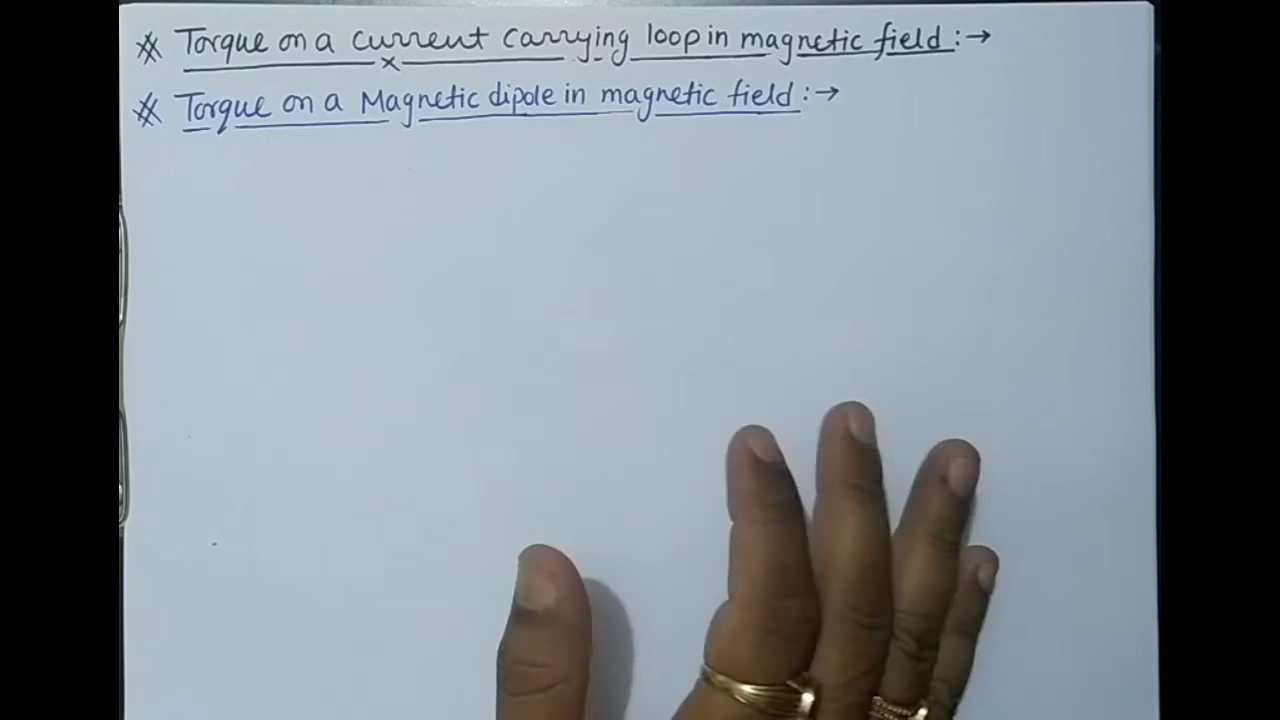 * Torque on a current carrying loop in magnetic field :→
* Torque on a Magnetic dipole in magnetic field :→